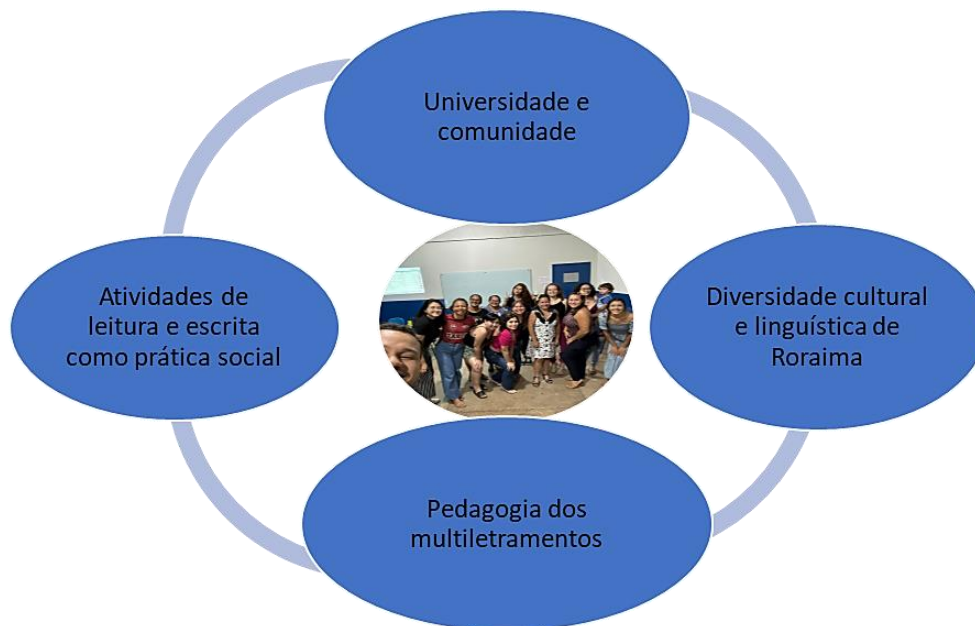 Universidade e
comunidade
Atividades de
leitura e escrita
como prática social
Diversidade cultural
e linguística de
Roraima
Pedagogia dos
multiletramentos